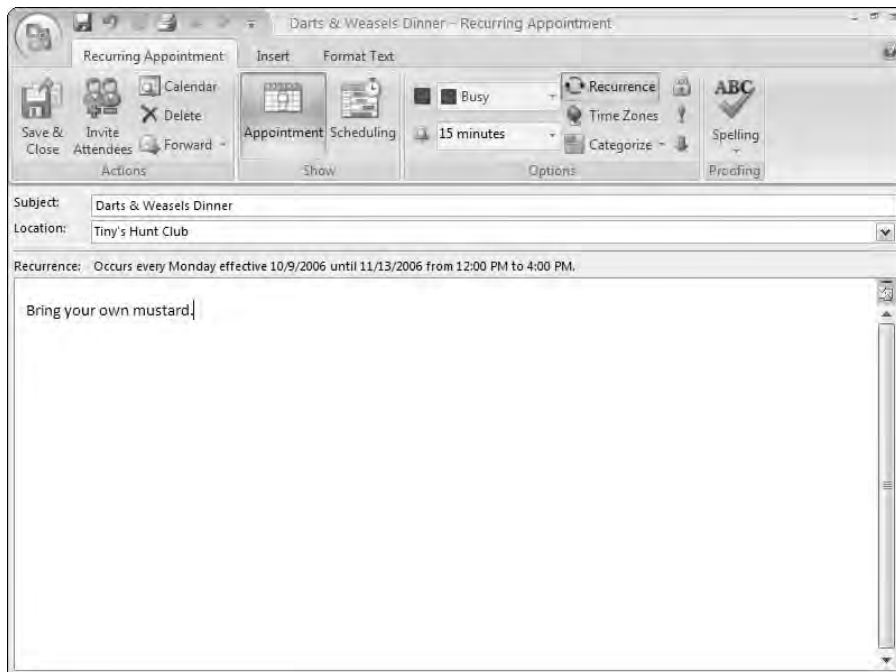 Darts & Weasels Dinner – Recurring Appointment
Recurring Appointment Insert Format Text
Save & Close
Invite Attendees
Calendar
Delete
Forward
Actions
Appointment
Scheduling
Show
Busy
15 minutes
Recurrence
Time Zones
Categorize
Options
ABC
Spelling
Proofing
Subject: Darts & Weasels Dinner
Location: Tiny's Hunt Club
Recurrence: Occurs every Monday effective 10/9/2006 until 11/13/2006 from 12:00 PM to 4:00 PM.
Bring your own mustard.